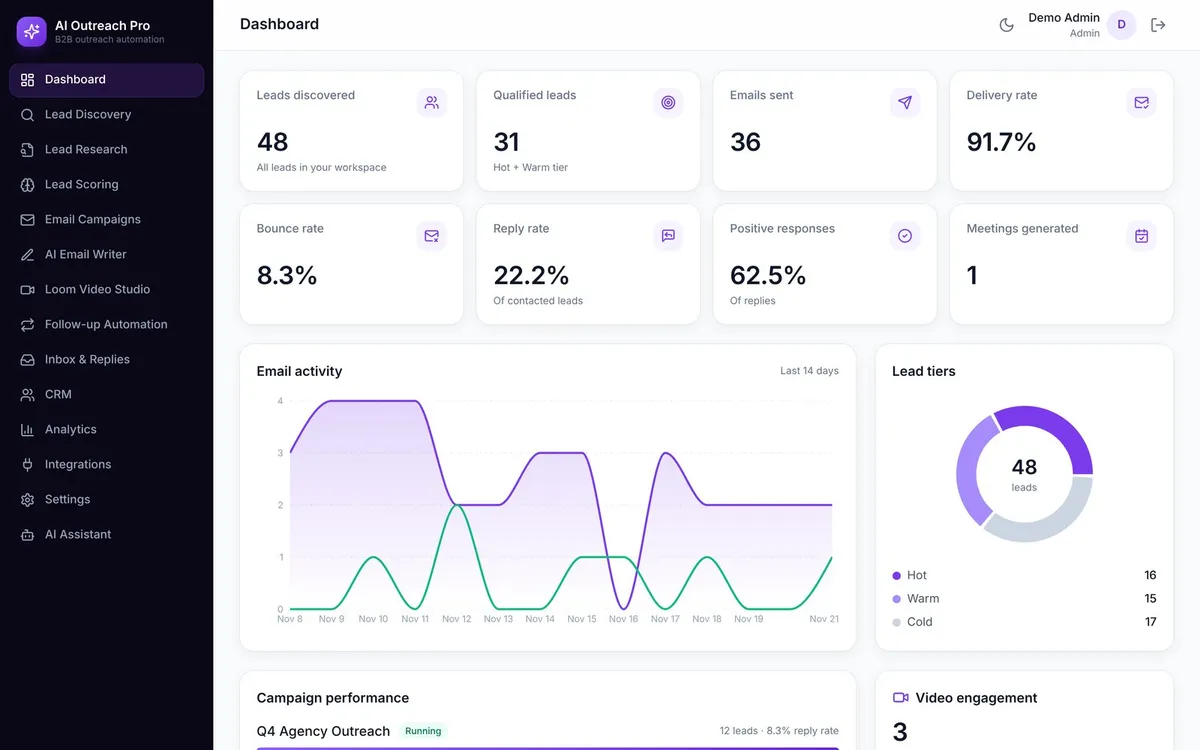 AI Outreach Pro
B2B outreach automation
Dashboard
Lead Discovery
Lead Research
Lead Scoring
Email Campaigns
AI Email Writer
Loom Video Studio
Follow-up Automation
Inbox & Replies
CRM
Analytics
Integrations
Settings
AI Assistant
Dashboard
Demo Admin
Admin
D
Leads discovered
48
All leads in your workspace
Qualified leads
31
Hot + Warm tier
Emails sent
36
Delivery rate
91.7%
Bounce rate
8.3%
Reply rate
22.2%
Of contacted leads
Positive responses
62.5%
Of replies
Meetings generated
1
Email activity
Last 14 days
4
3
2
1
0
Nov 8 Nov 9 Nov 10 Nov 11 Nov 12 Nov 13 Nov 14 Nov 15 Nov 16 Nov 17 Nov 18 Nov 19 Nov 21
Lead tiers
48
leads
Hot 16
Warm 15
Cold 17
Campaign performance
Q4 Agency Outreach Running 12 leads · 8.3% reply rate
Video engagement
3